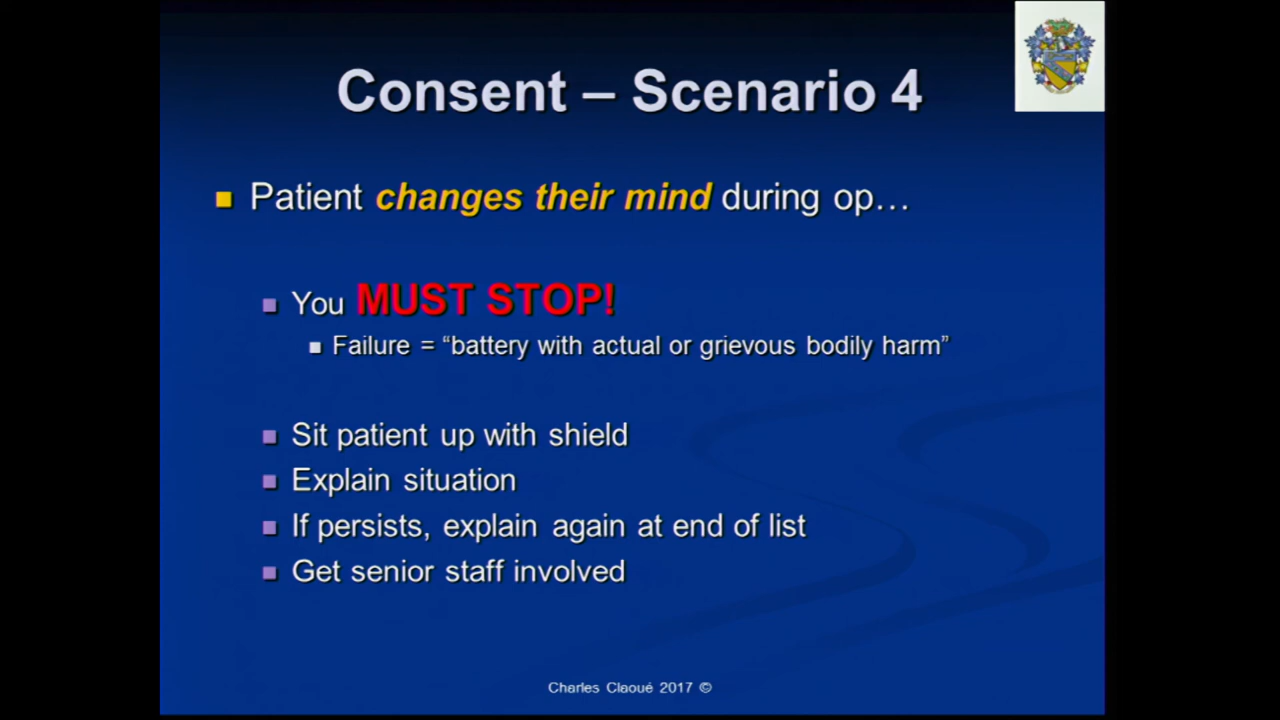 Consent – Scenario 4
Patient changes their mind during op…
You MUST STOP!
Failure = “battery with actual or grievous bodily harm”
Sit patient up with shield
Explain situation
If persists, explain again at end of list
Get senior staff involved
Charles Claoué 2017 ©